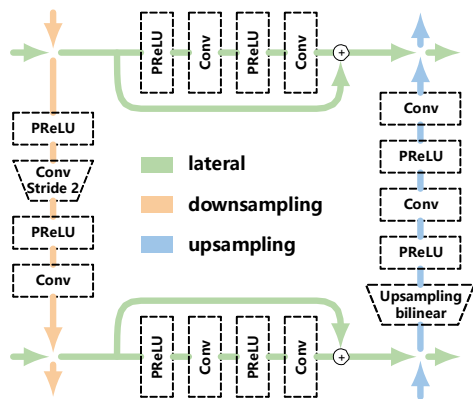 PReLU
Conv
PReLU
Conv
PReLU
Conv
Stride 2
PReLU
Conv
lateral
downsampling
upsampling
Conv
PReLU
Conv
PReLU
Upsampling
bilinear
PReLU
Conv
PReLU
Conv